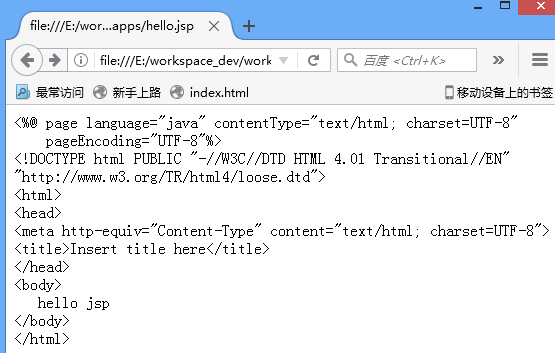 file:///E:/wor...apps/hello.jsp
file:///E:/workspace_dev/work
百度 <Ctrl+K>
最常访问 新手上路 index.html 移动设备上的书签
<%@ page language="java" contentType="text/html; charset=UTF-8"
    pageEncoding="UTF-8"%>
<!DOCTYPE html PUBLIC "-//W3C//DTD HTML 4.01 Transitional//EN"
"http://www.w3.org/TR/html4/loose.dtd">
<html>
<head>
<meta http-equiv="Content-Type" content="text/html; charset=UTF-8">
<title>Insert title here</title>
</head>
<body>
   hello jsp
</body>
</html>